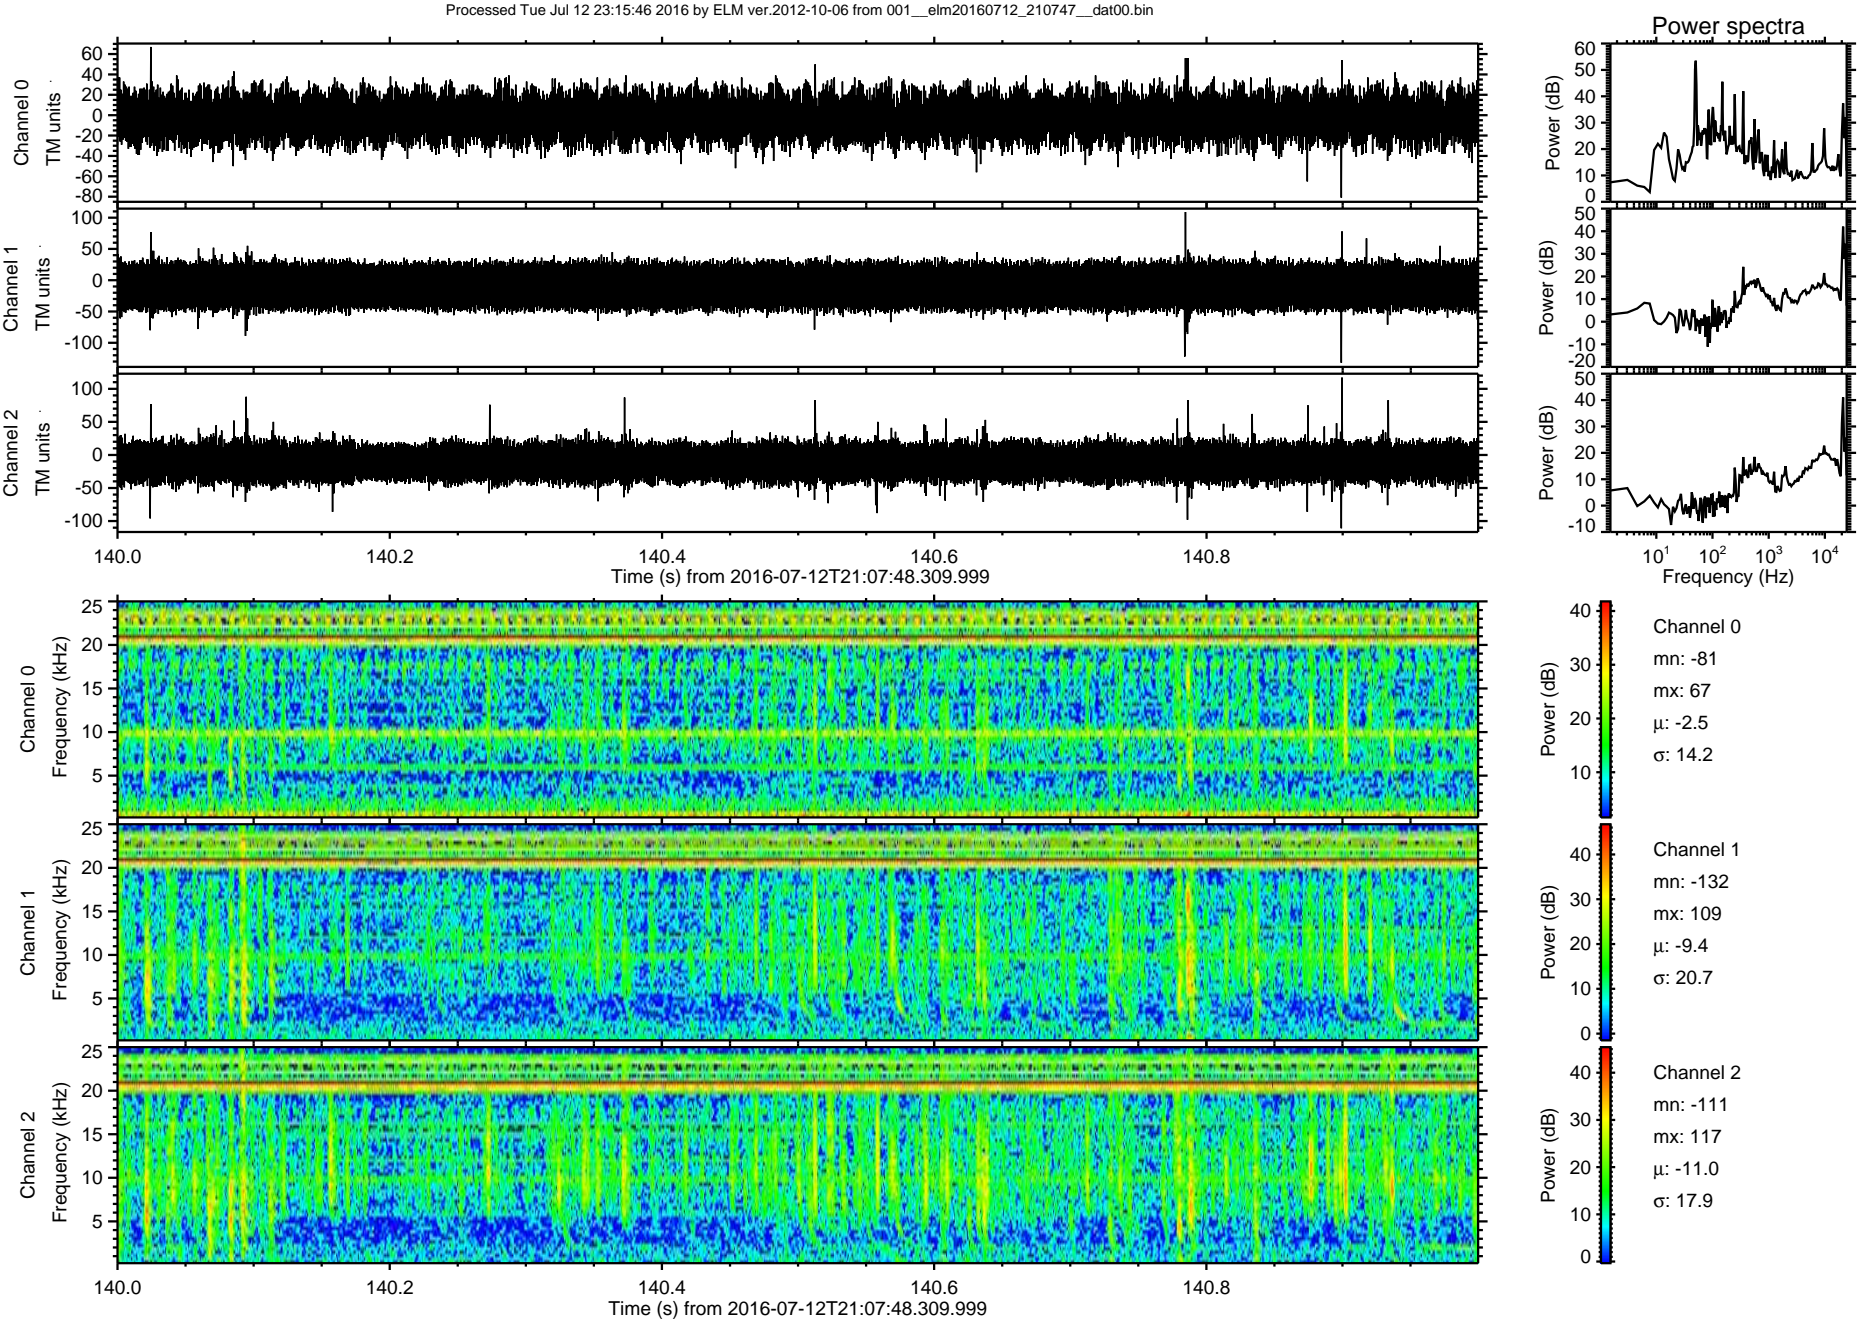 Processed Tue Jul 12 23:15:46 2016 by ELM ver.2012-10-06 from 001__elm20160712_210747__dat00.bin
Power spectra
Channel 0
TM units
60
40
20
0
-20
-40
-60
-80
Power (dB)
60
50
40
30
20
10
0
Channel 1
TM units
100
50
0
-50
-100
Power (dB)
50
40
30
20
10
0
-10
-20
Channel 2
TM units
100
50
0
-50
-100
Power (dB)
50
40
30
20
10
0
-10
140.0 140.2 140.4 140.6 140.8
Time (s) from 2016-07-12T21:07:48.309.999
10¹ 10² 10³ 10⁴
Frequency (Hz)
Channel 0
Frequency (kHz)
25
20
15
10
5
Power (dB)
40
30
20
10
Channel 0
mn: -81
mx: 67
μ: -2.5
σ: 14.2
Channel 1
Frequency (kHz)
25
20
15
10
5
Power (dB)
40
30
20
10
0
Channel 1
mn: -132
mx: 109
μ: -9.4
σ: 20.7
Channel 2
Frequency (kHz)
25
20
15
10
5
Power (dB)
40
30
20
10
0
Channel 2
mn: -111
mx: 117
μ: -11.0
σ: 17.9
140.0 140.2 140.4 140.6 140.8
Time (s) from 2016-07-12T21:07:48.309.999